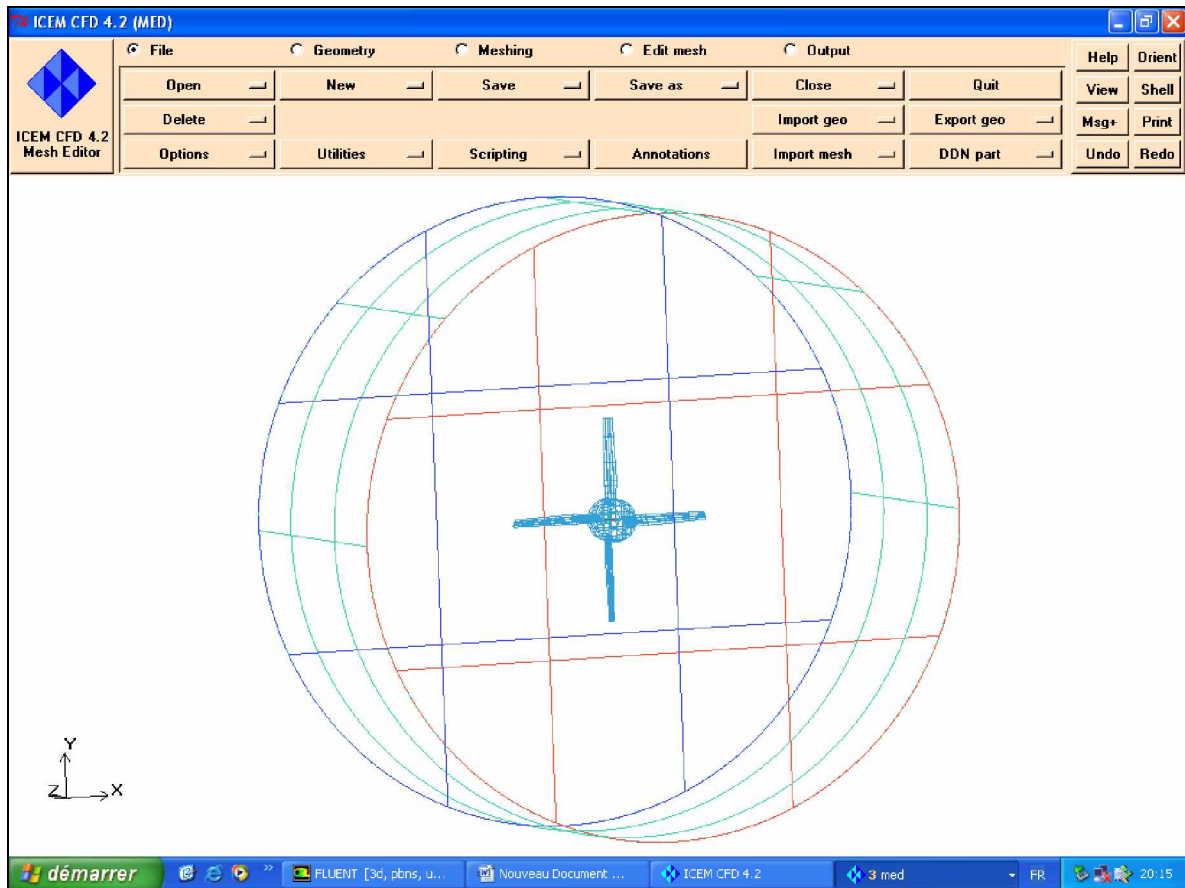 ICEM CFD 4.2 (MED)
File Geometry Meshing Edit mesh Output
Help Orient
Open New Save Save as Close Quit
View Shell
Delete Import geo Export geo
Msg+ Print
ICEM CFD 4.2
Mesh Editor
Options Utilities Scripting Annotations Import mesh DDN part
Undo Redo
Y
Z X
démarrer » FLUENT [3d, pbns, u... Nouveau Document ... ICEM CFD 4.2 3 med FR 20:15